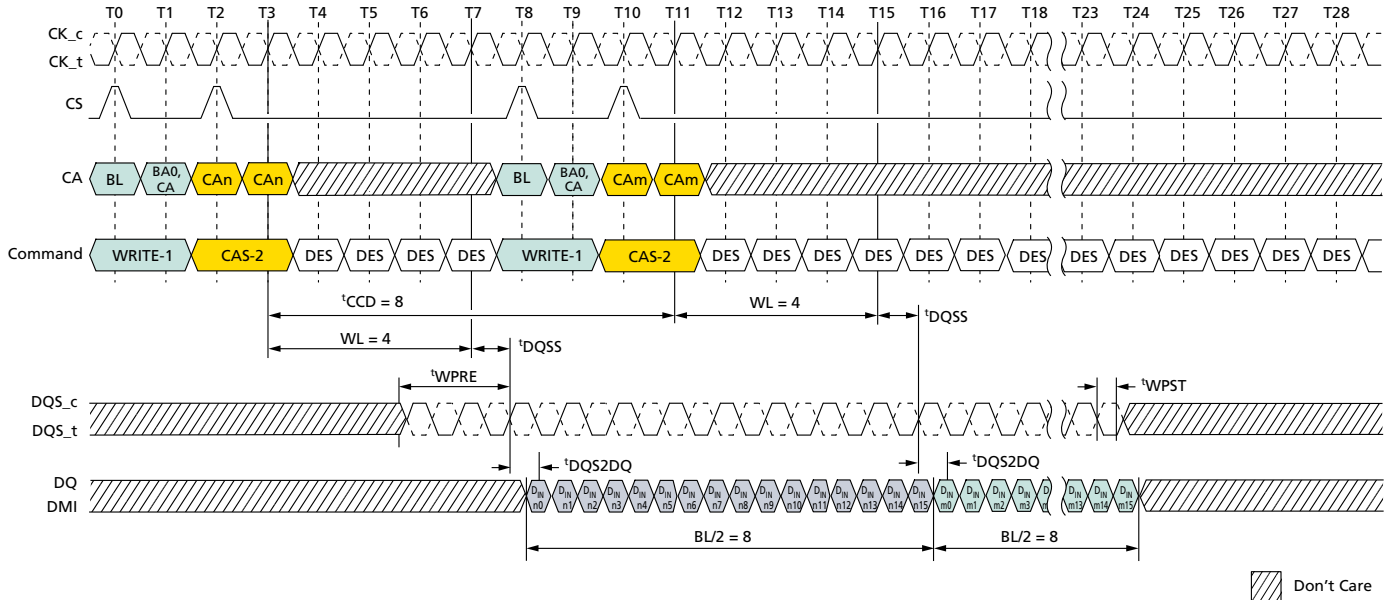 T0 T1 T2 T3 T4 T5 T6 T7 T8 T9 T10 T11 T12 T13 T14 T15 T16 T17 T18 T23 T24 T25 T26 T27 T28
CK_c
CK_t
CS
CA BL BA0, CA CAn CAn BL BA0, CA CAm CAm
Command WRITE-1 CAS-2 DES DES DES DES WRITE-1 CAS-2 DES DES DES DES DES DES DES DES DES DES DES DES DES
tCCD = 8 WL = 4 tDQSS
WL = 4 tDQSS
tWPRE tWPST
DQS_c
DQS_t
tDQS2DQ tDQS2DQ
DQ
DMI
DIN n0 DIN n1 DIN n2 DIN n3 DIN n4 DIN n5 DIN n6 DIN n7 DIN n8 DIN n9 DIN n10 DIN n11 DIN n12 DIN n13 DIN n14 DIN n15 DIN m0 DIN m1 DIN m2 DIN m3 DIN m13 DIN m14 DIN m15
BL/2 = 8 BL/2 = 8
Don't Care